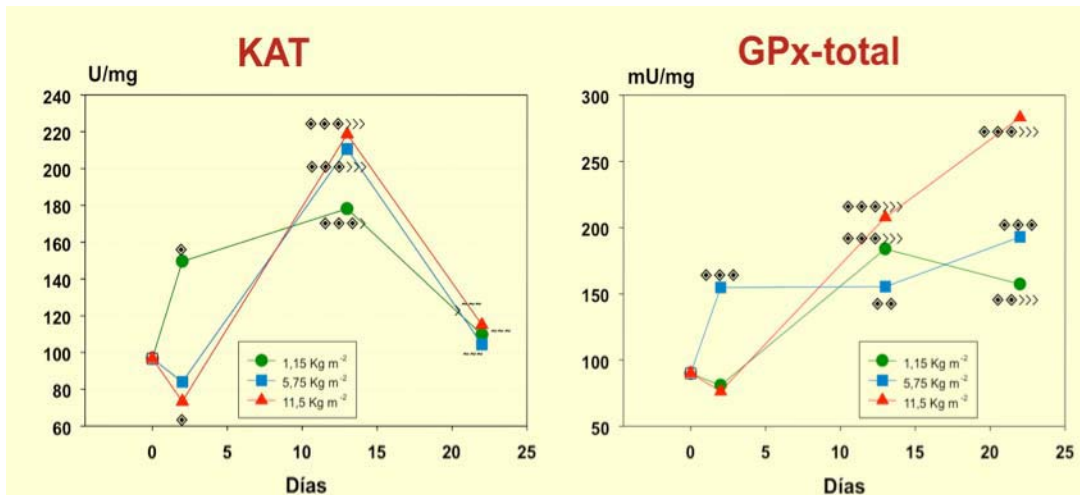 KAT
U/mg
240
220
200
180
160
140
120
100
80
60
0 5 10 15 20 25
Días
1,15 Kg m⁻²
5,75 Kg m⁻²
11,5 Kg m⁻²
GPx-total
mU/mg
300
250
200
150
100
50
0 5 10 15 20 25
Días
1,15 Kg m⁻²
5,75 Kg m⁻²
11,5 Kg m⁻²